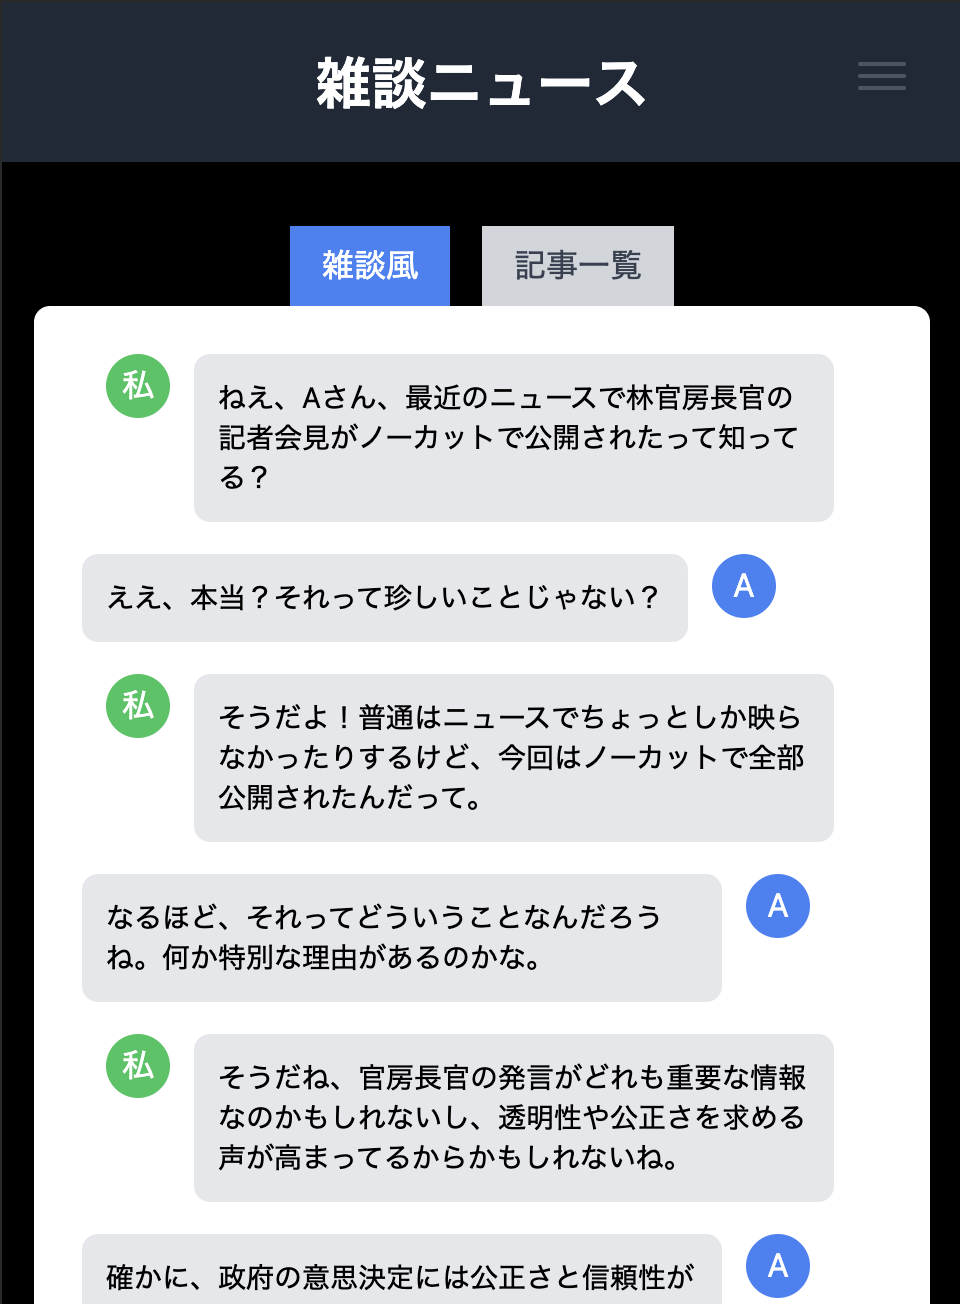 雑談ニュース
雑談風
記事一覧
私
ねえ、Aさん、最近のニュースで林官房長官の
記者会見がノーカットで公開されたって知って
る？
ええ、本当？それって珍しいことじゃない？
A
私
そうだよ！普通はニュースでちょっとしか映ら
なかったりするけど、今回はノーカットで全部
公開されたんだって。
なるほど、それってどういうことなんだろう
ね。何か特別な理由があるのかな。
A
私
そうだね、官房長官の発言がどれも重要な情報
なのかもしれないし、透明性や公正さを求める
声が高まってるからかもしれないね。
確かに、政府の意思決定には公正さと信頼性が
A